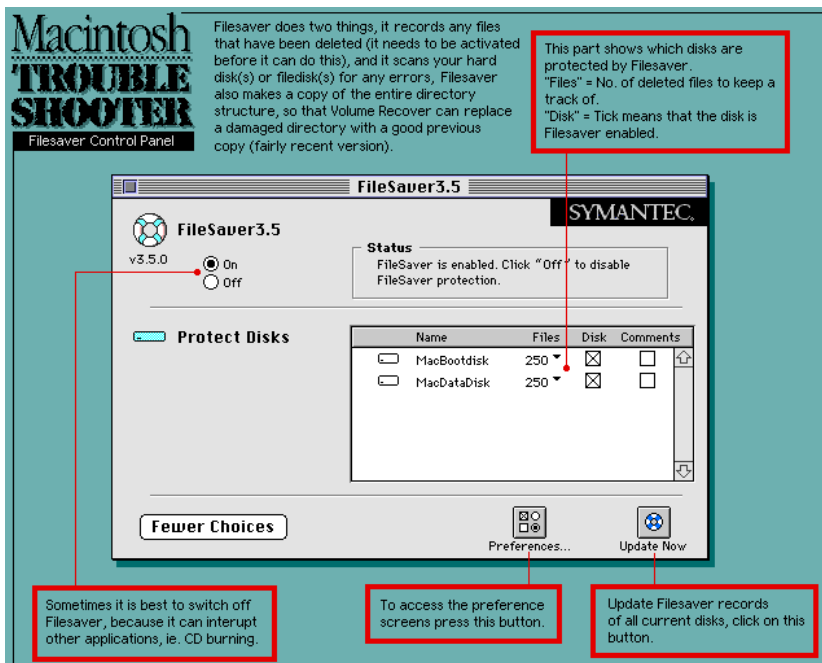 Macintosh
TROUBLE
SHOOTER
Filesaver Control Panel
Filesaver does two things, it records any files
that have been deleted (it needs to be activated
before it can do this), and it scans your hard
disk(s) or filedisk(s) for any errors, Filesaver
also makes a copy of the entire directory
structure, so that Volume Recover can replace
a damaged directory with a good previous
copy (fairly recent version).
This part shows which disks are
protected by Filesaver.
"Files" = No. of deleted files to keep a
track of.
"Disk" = Tick means that the disk is
Filesaver enabled.
FileSaver3.5
SYMANTEC.
FileSaver3.5
v3.5.0
On
Off
Status
FileSaver is enabled. Click "Off" to disable
FileSaver protection.
Protect Disks
Name Files Disk Comments
MacBootdisk 250
MacDataDisk 250
Fewer Choices
Preferences...
Update Now
Sometimes it is best to switch off
Filesaver, because it can interupt
other applications, ie. CD burning.
To access the preference
screens press this button.
Update Filesaver records
of all current disks, click on this
button.